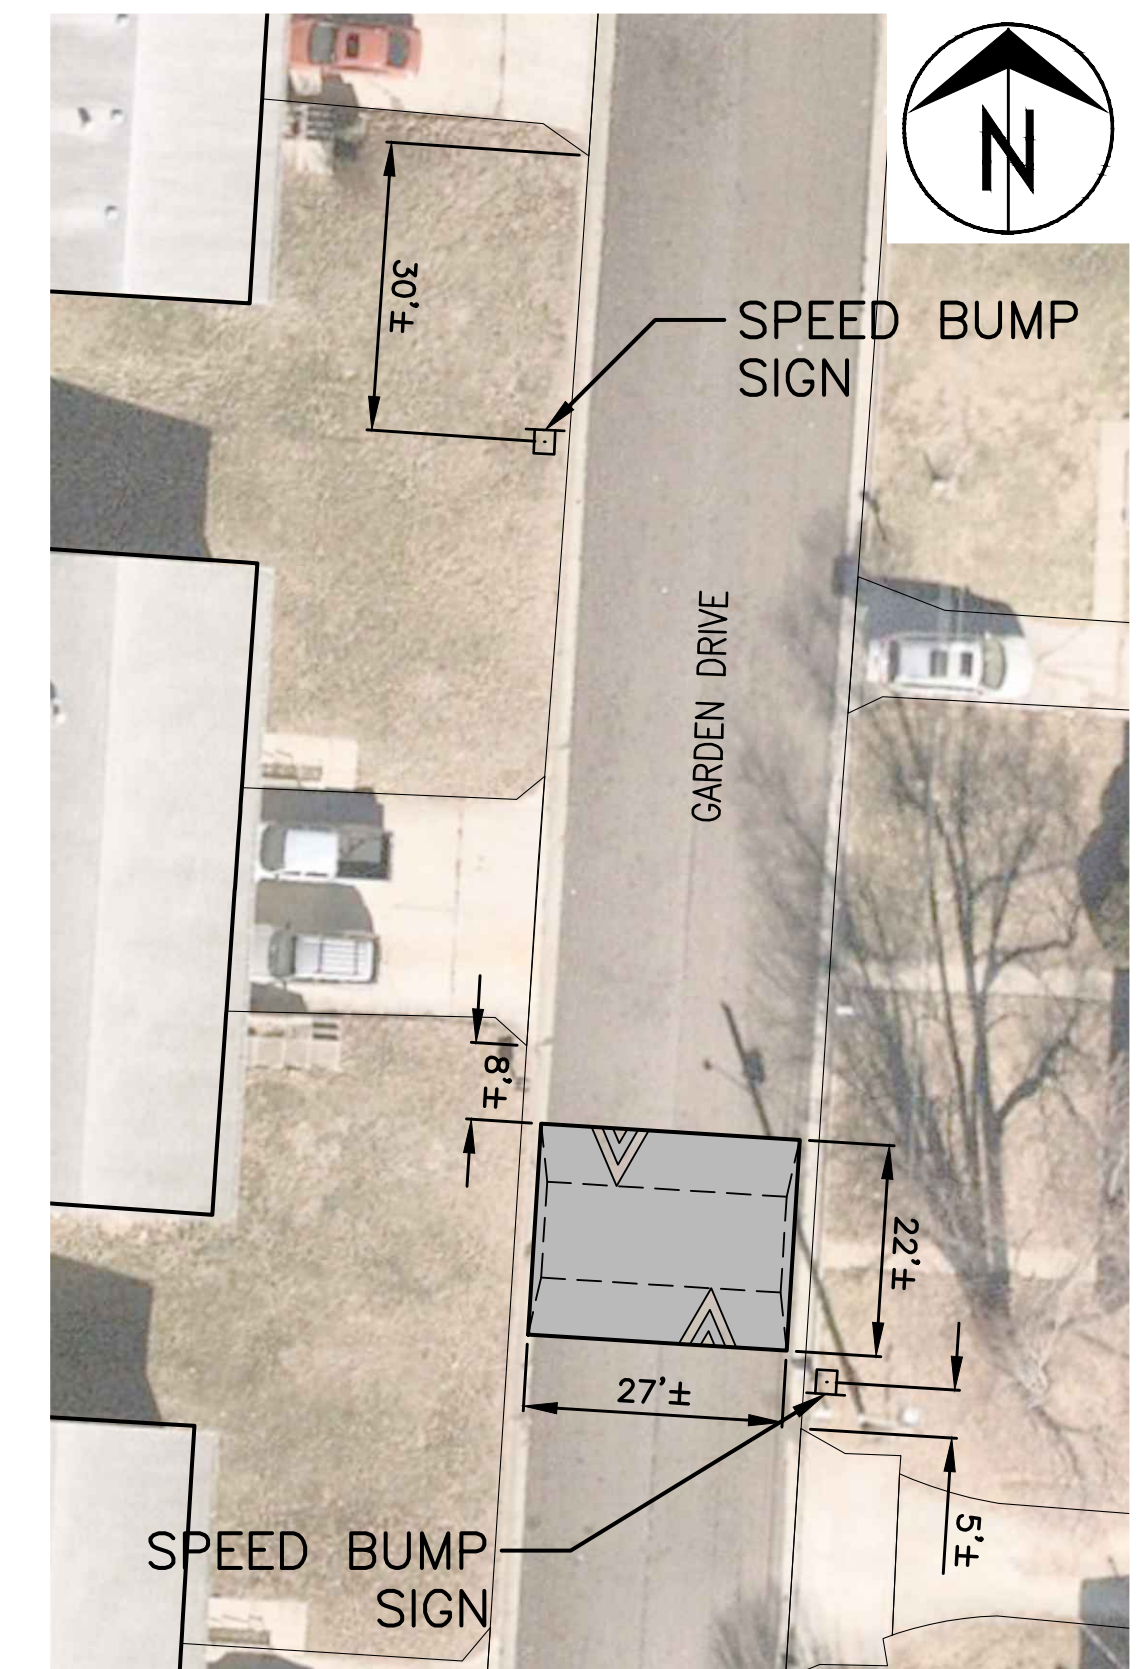 N
30'±
SPEED BUMP
SIGN
GARDEN DRIVE
8'±
22'±
27'±
5'±
SPEED BUMP
SIGN